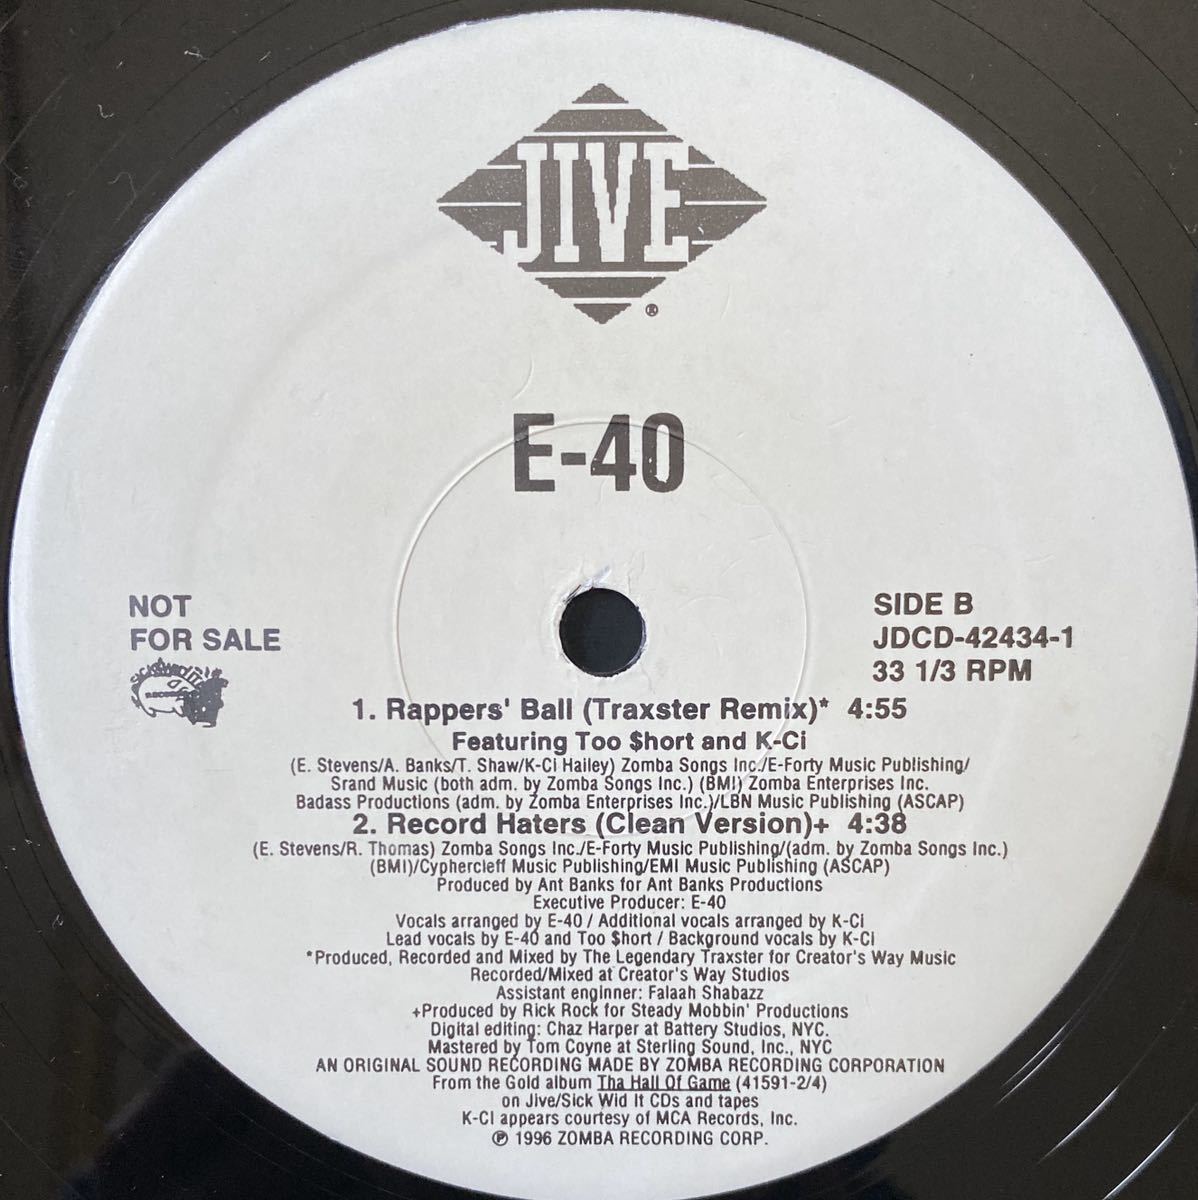 JIVE
®
E-40
NOT
FOR SALE
SIDE B
JDCD-42434-1
33 1/3 RPM
1. Rappers' Ball (Traxster Remix)* 4:55
Featuring Too $hort and K-Ci
(E. Stevens/A. Banks/T. Shaw/K-Ci Hailey) Zomba Songs Inc./E-Forty Music Publishing/
Srand Music (both adm. by Zomba Songs Inc.) (BMI) Zomba Enterprises Inc.
Badass Productions (adm. by Zomba Enterprises Inc.)/LBN Music Publishing (ASCAP)
2. Record Haters (Clean Version)+ 4:38
(E. Stevens/R. Thomas) Zomba Songs Inc./E-Forty Music Publishing/(adm. by Zomba Songs Inc.)
(BMI)/Cyphercleff Music Publishing/EMI Music Publishing (ASCAP)
Produced by Ant Banks for Ant Banks Productions
Executive Producer: E-40
Vocals arranged by E-40 / Additional vocals arranged by K-Ci
Lead vocals by E-40 and Too $hort / Background vocals by K-Ci
*Produced, Recorded and Mixed by The Legendary Traxster for Creator's Way Music
Recorded/Mixed at Creator's Way Studios
Assistant enginner: Falaah Shabazz
+Produced by Rick Rock for Steady Mobbin' Productions
Digital editing: Chaz Harper at Battery Studios, NYC.
Mastered by Tom Coyne at Sterling Sound, Inc., NYC
AN ORIGINAL SOUND RECORDING MADE BY ZOMBA RECORDING CORPORATION
From the Gold album Tha Hall Of Game (41591-2/4)
on Jive/Sick Wid It CDs and tapes
K-Ci appears courtesy of MCA Records, Inc.
℗ 1996 ZOMBA RECORDING CORP.